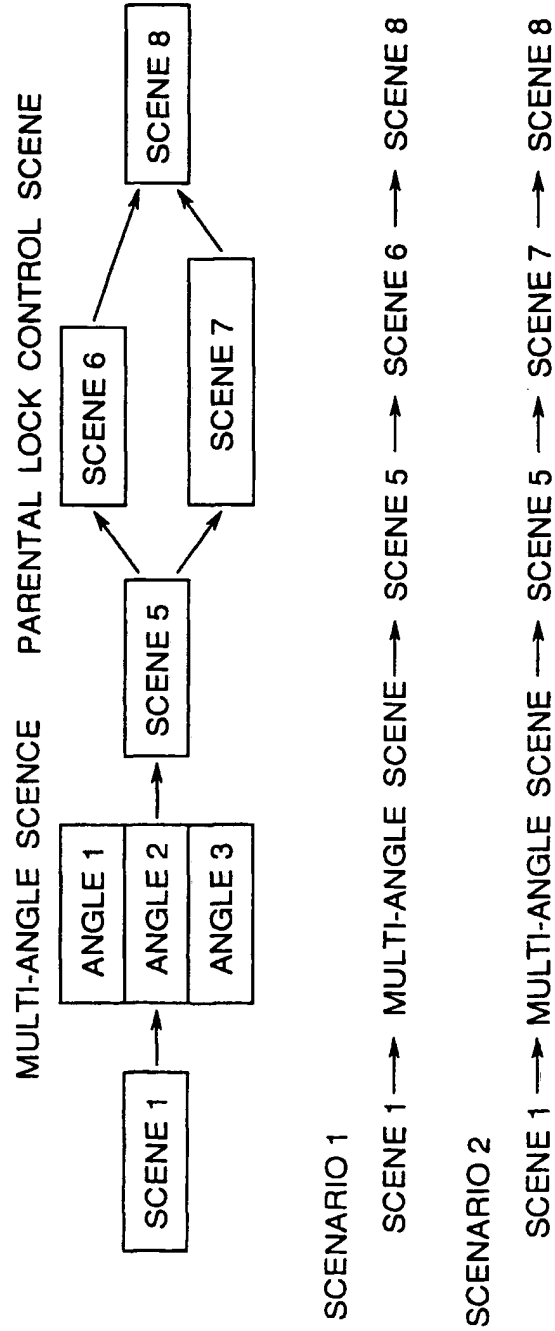 MULTI-ANGLE SCENCE PARENTAL LOCK CONTROL SCENE
SCENE 1
ANGLE 1
ANGLE 2
ANGLE 3
SCENE 5
SCENE 6
SCENE 7
SCENE 8
SCENARIO 1
SCENE 1 → MULTI-ANGLE SCENE → SCENE 5 → SCENE 6 → SCENE 8
SCENARIO 2
SCENE 1 → MULTI-ANGLE SCENE → SCENE 5 → SCENE 7 → SCENE 8